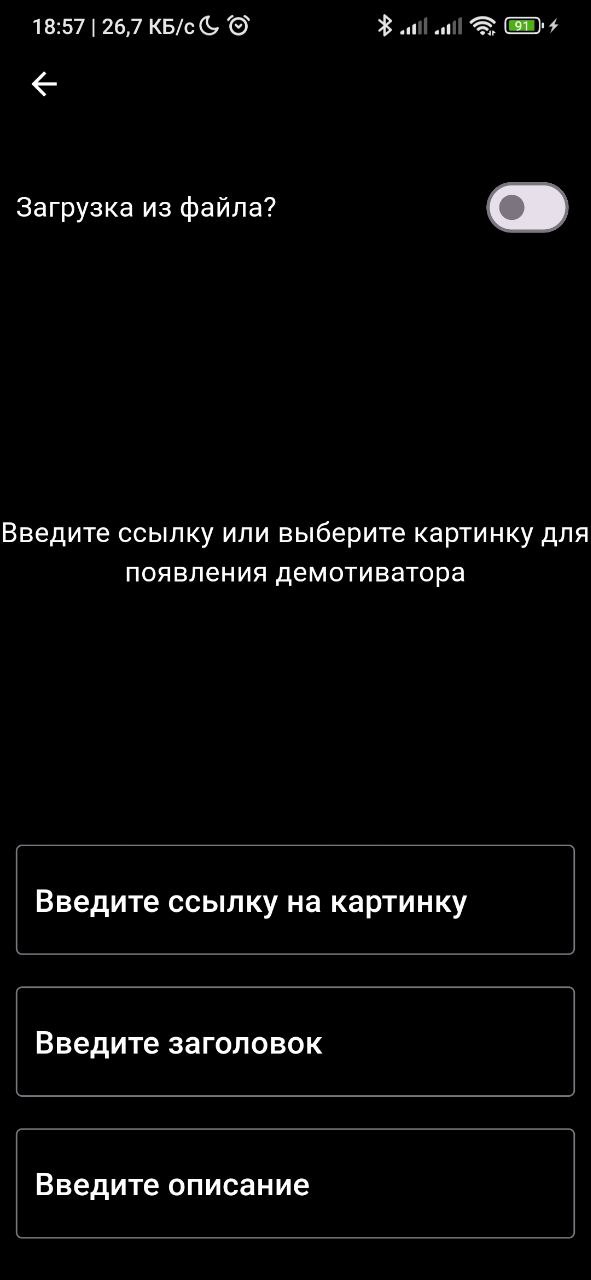 18:57 | 26,7 КБ/с 91
Загрузка из файла?
Введите ссылку или выберите картинку для
появления демотиватора
Введите ссылку на картинку
Введите заголовок
Введите описание